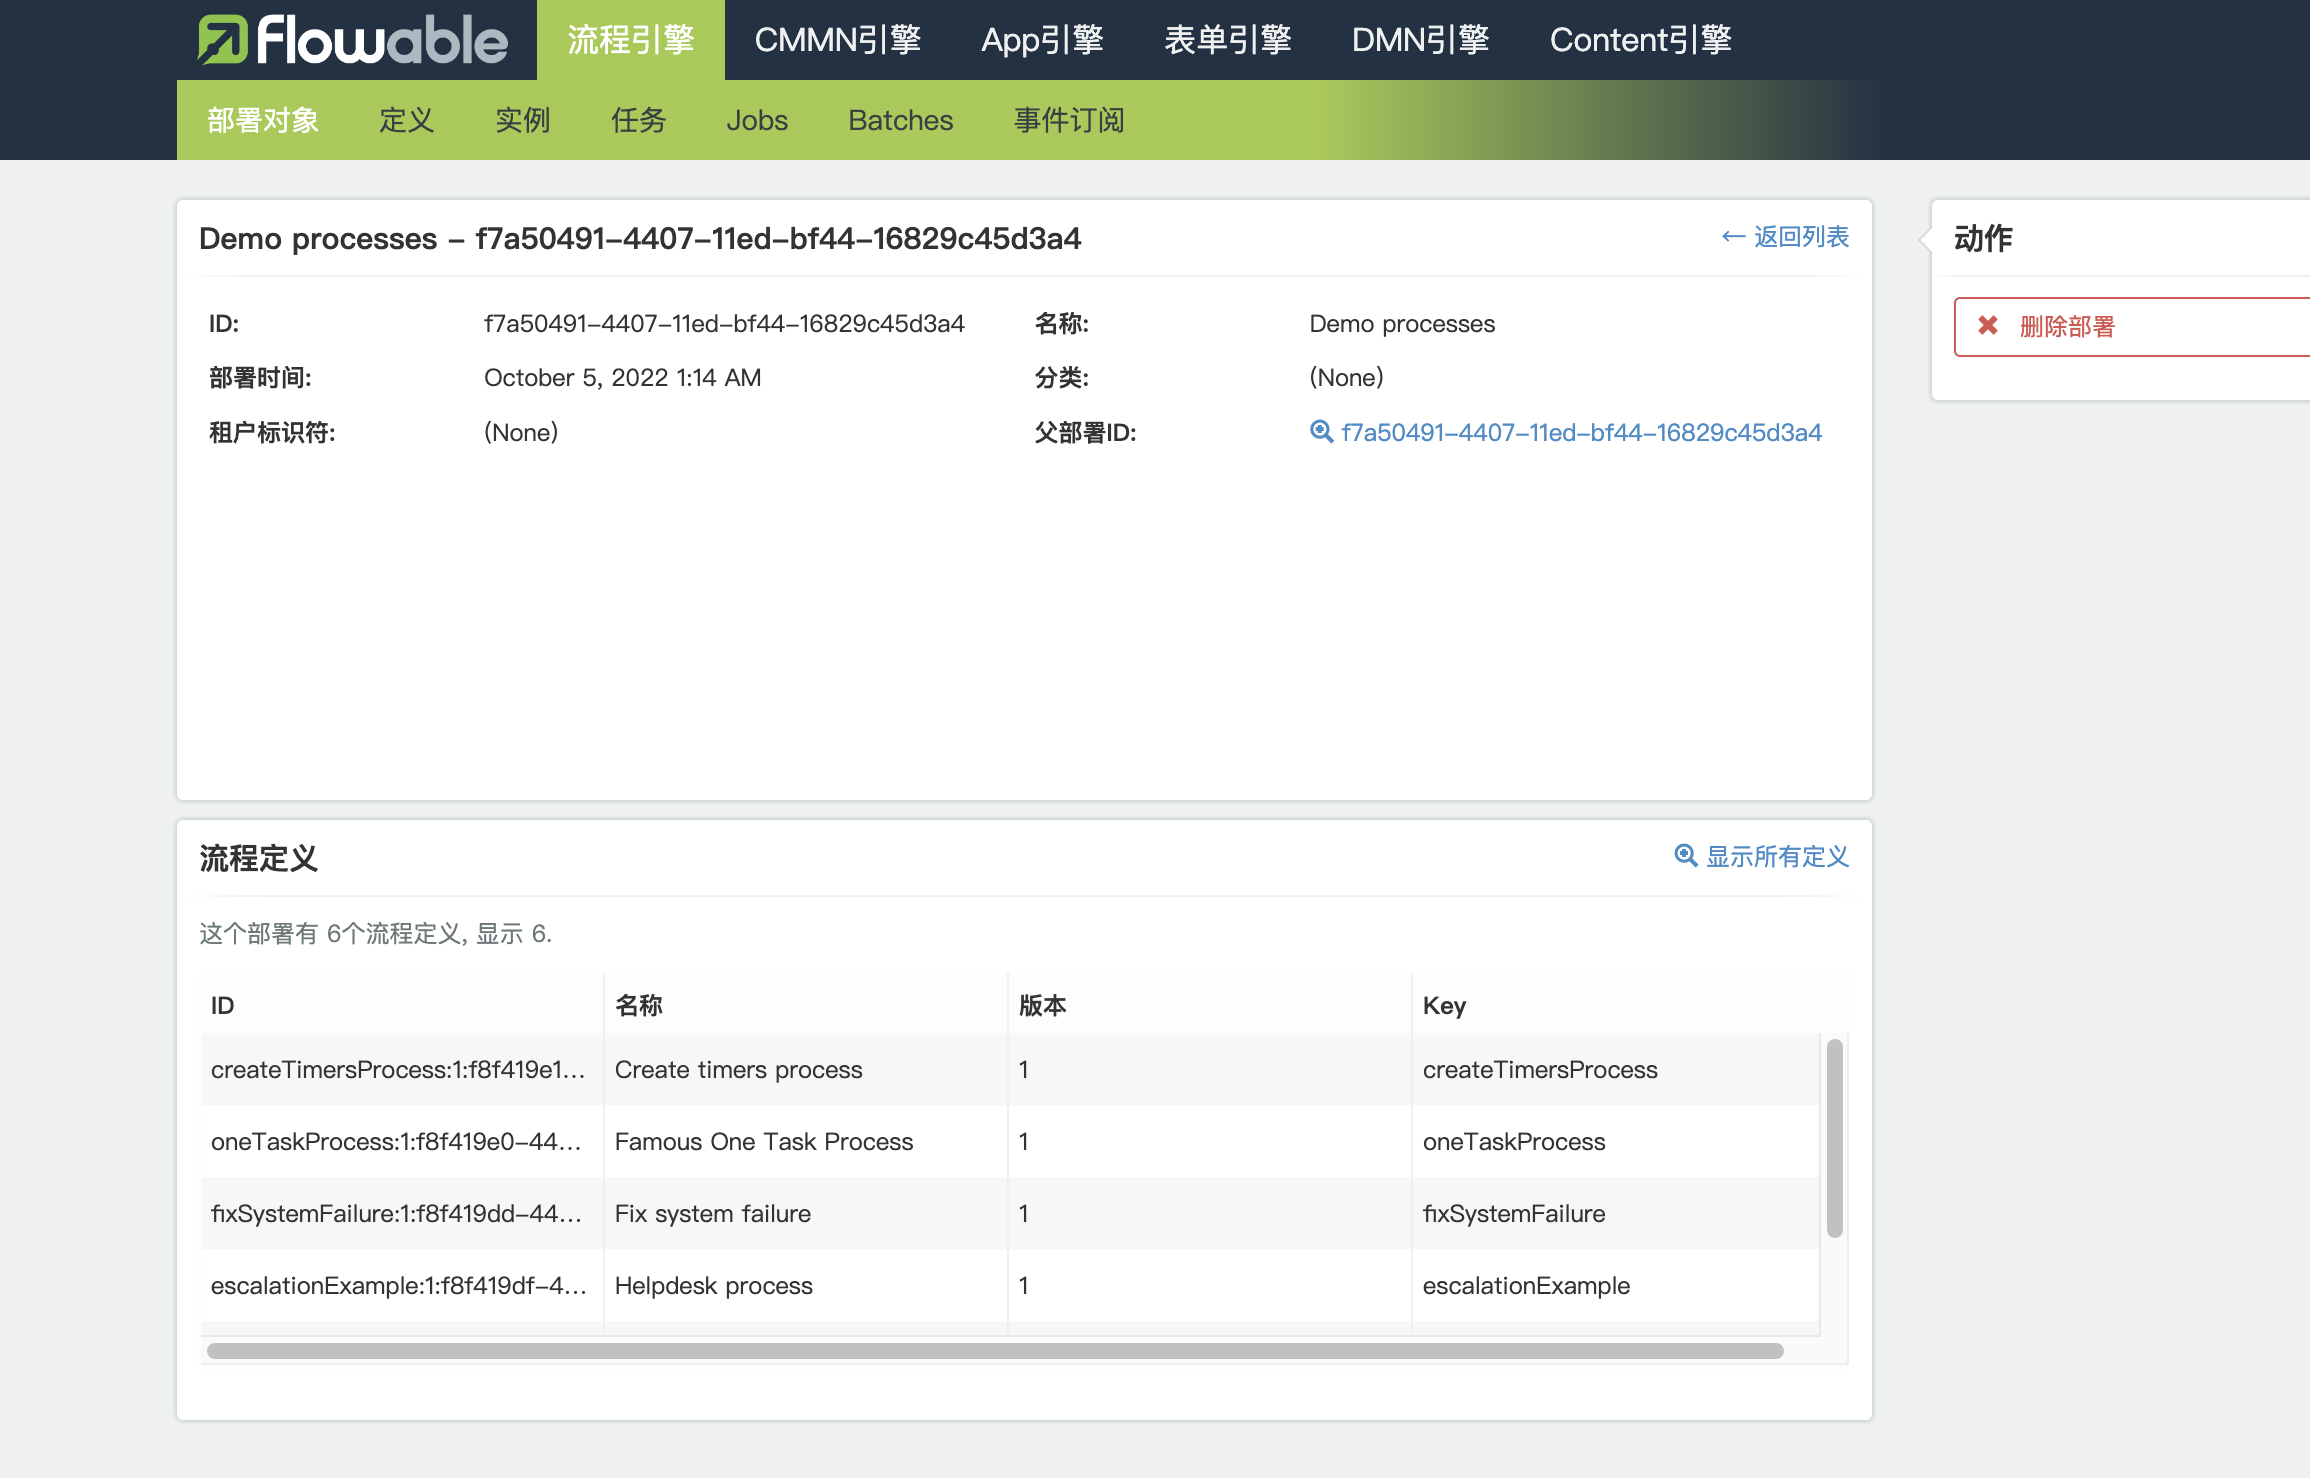 flowable 流程引擎 CMMN引擎 App引擎 表单引擎 DMN引擎 Content引擎
部署对象 定义 实例 任务 Jobs Batches 事件订阅
Demo processes - f7a50491-4407-11ed-bf44-16829c45d3a4 ← 返回列表
动作
ID: f7a50491-4407-11ed-bf44-16829c45d3a4 名称: Demo processes
删除部署
部署时间: October 5, 2022 1:14 AM 分类: (None)
租户标识符: (None) 父部署ID: f7a50491-4407-11ed-bf44-16829c45d3a4
流程定义 显示所有定义
这个部署有 6个流程定义, 显示 6.
ID 名称 版本 Key
createTimersProcess:1:f8f419e1... Create timers process 1 createTimersProcess
oneTaskProcess:1:f8f419e0-44... Famous One Task Process 1 oneTaskProcess
fixSystemFailure:1:f8f419dd-44... Fix system failure 1 fixSystemFailure
escalationExample:1:f8f419df-4... Helpdesk process 1 escalationExample